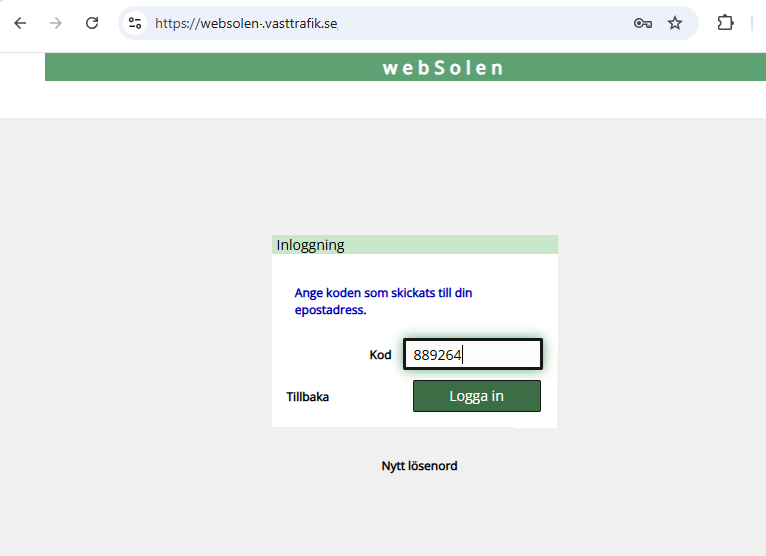 https://websolen-.vasttrafik.se
webSolen
Inloggning
Ange koden som skickats till din
epostadress.
Kod 889264
Tillbaka Logga in
Nytt lösenord